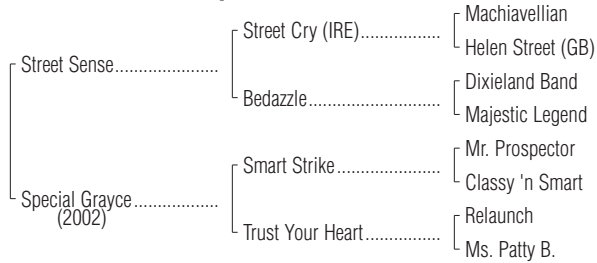 Machiavellian
Street Cry (IRE)..................
Helen Street (GB)
Street Sense.......................
Dixieland Band
Bedazzle.............................
Majestic Legend
Mr. Prospector
Smart Strike.......................
Classy 'n Smart
Special Grayce..................
(2002)
Relaunch
Trust Your Heart.................
Ms. Patty B.